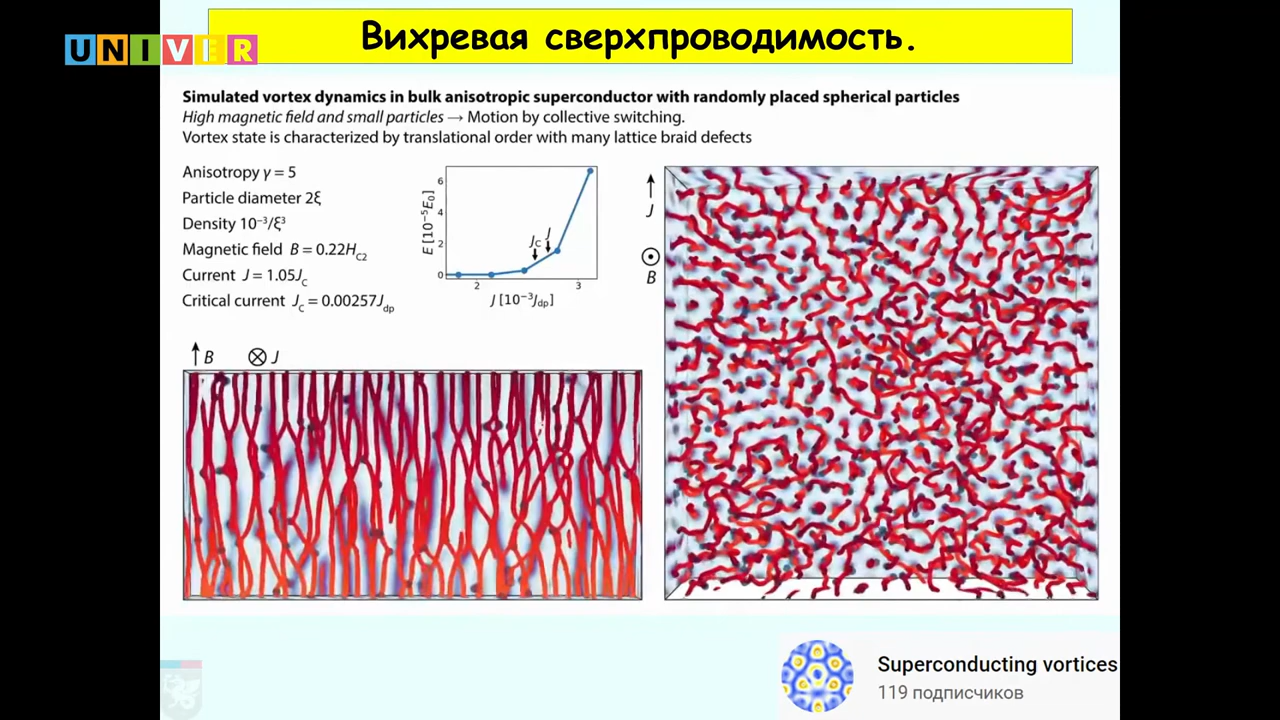 UNIVER
Вихревая сверхпроводимость.
Simulated vortex dynamics in bulk anisotropic superconductor with randomly placed spherical particles
High magnetic field and small particles → Motion by collective switching.
Vortex state is characterized by translational order with many lattice braid defects
Anisotropy γ = 5
Particle diameter 2ξ
Density 10⁻³/ξ³
Magnetic field B = 0.22H_C2
Current J = 1.05J_C
Critical current J_C = 0.00257J_dp
E [10⁻⁵E₀]
6
4
2
0
J_C
J
2
3
J [10⁻³J_dp]
J
B
↑ B ⊗ J
Superconducting vortices
119 подписчиков